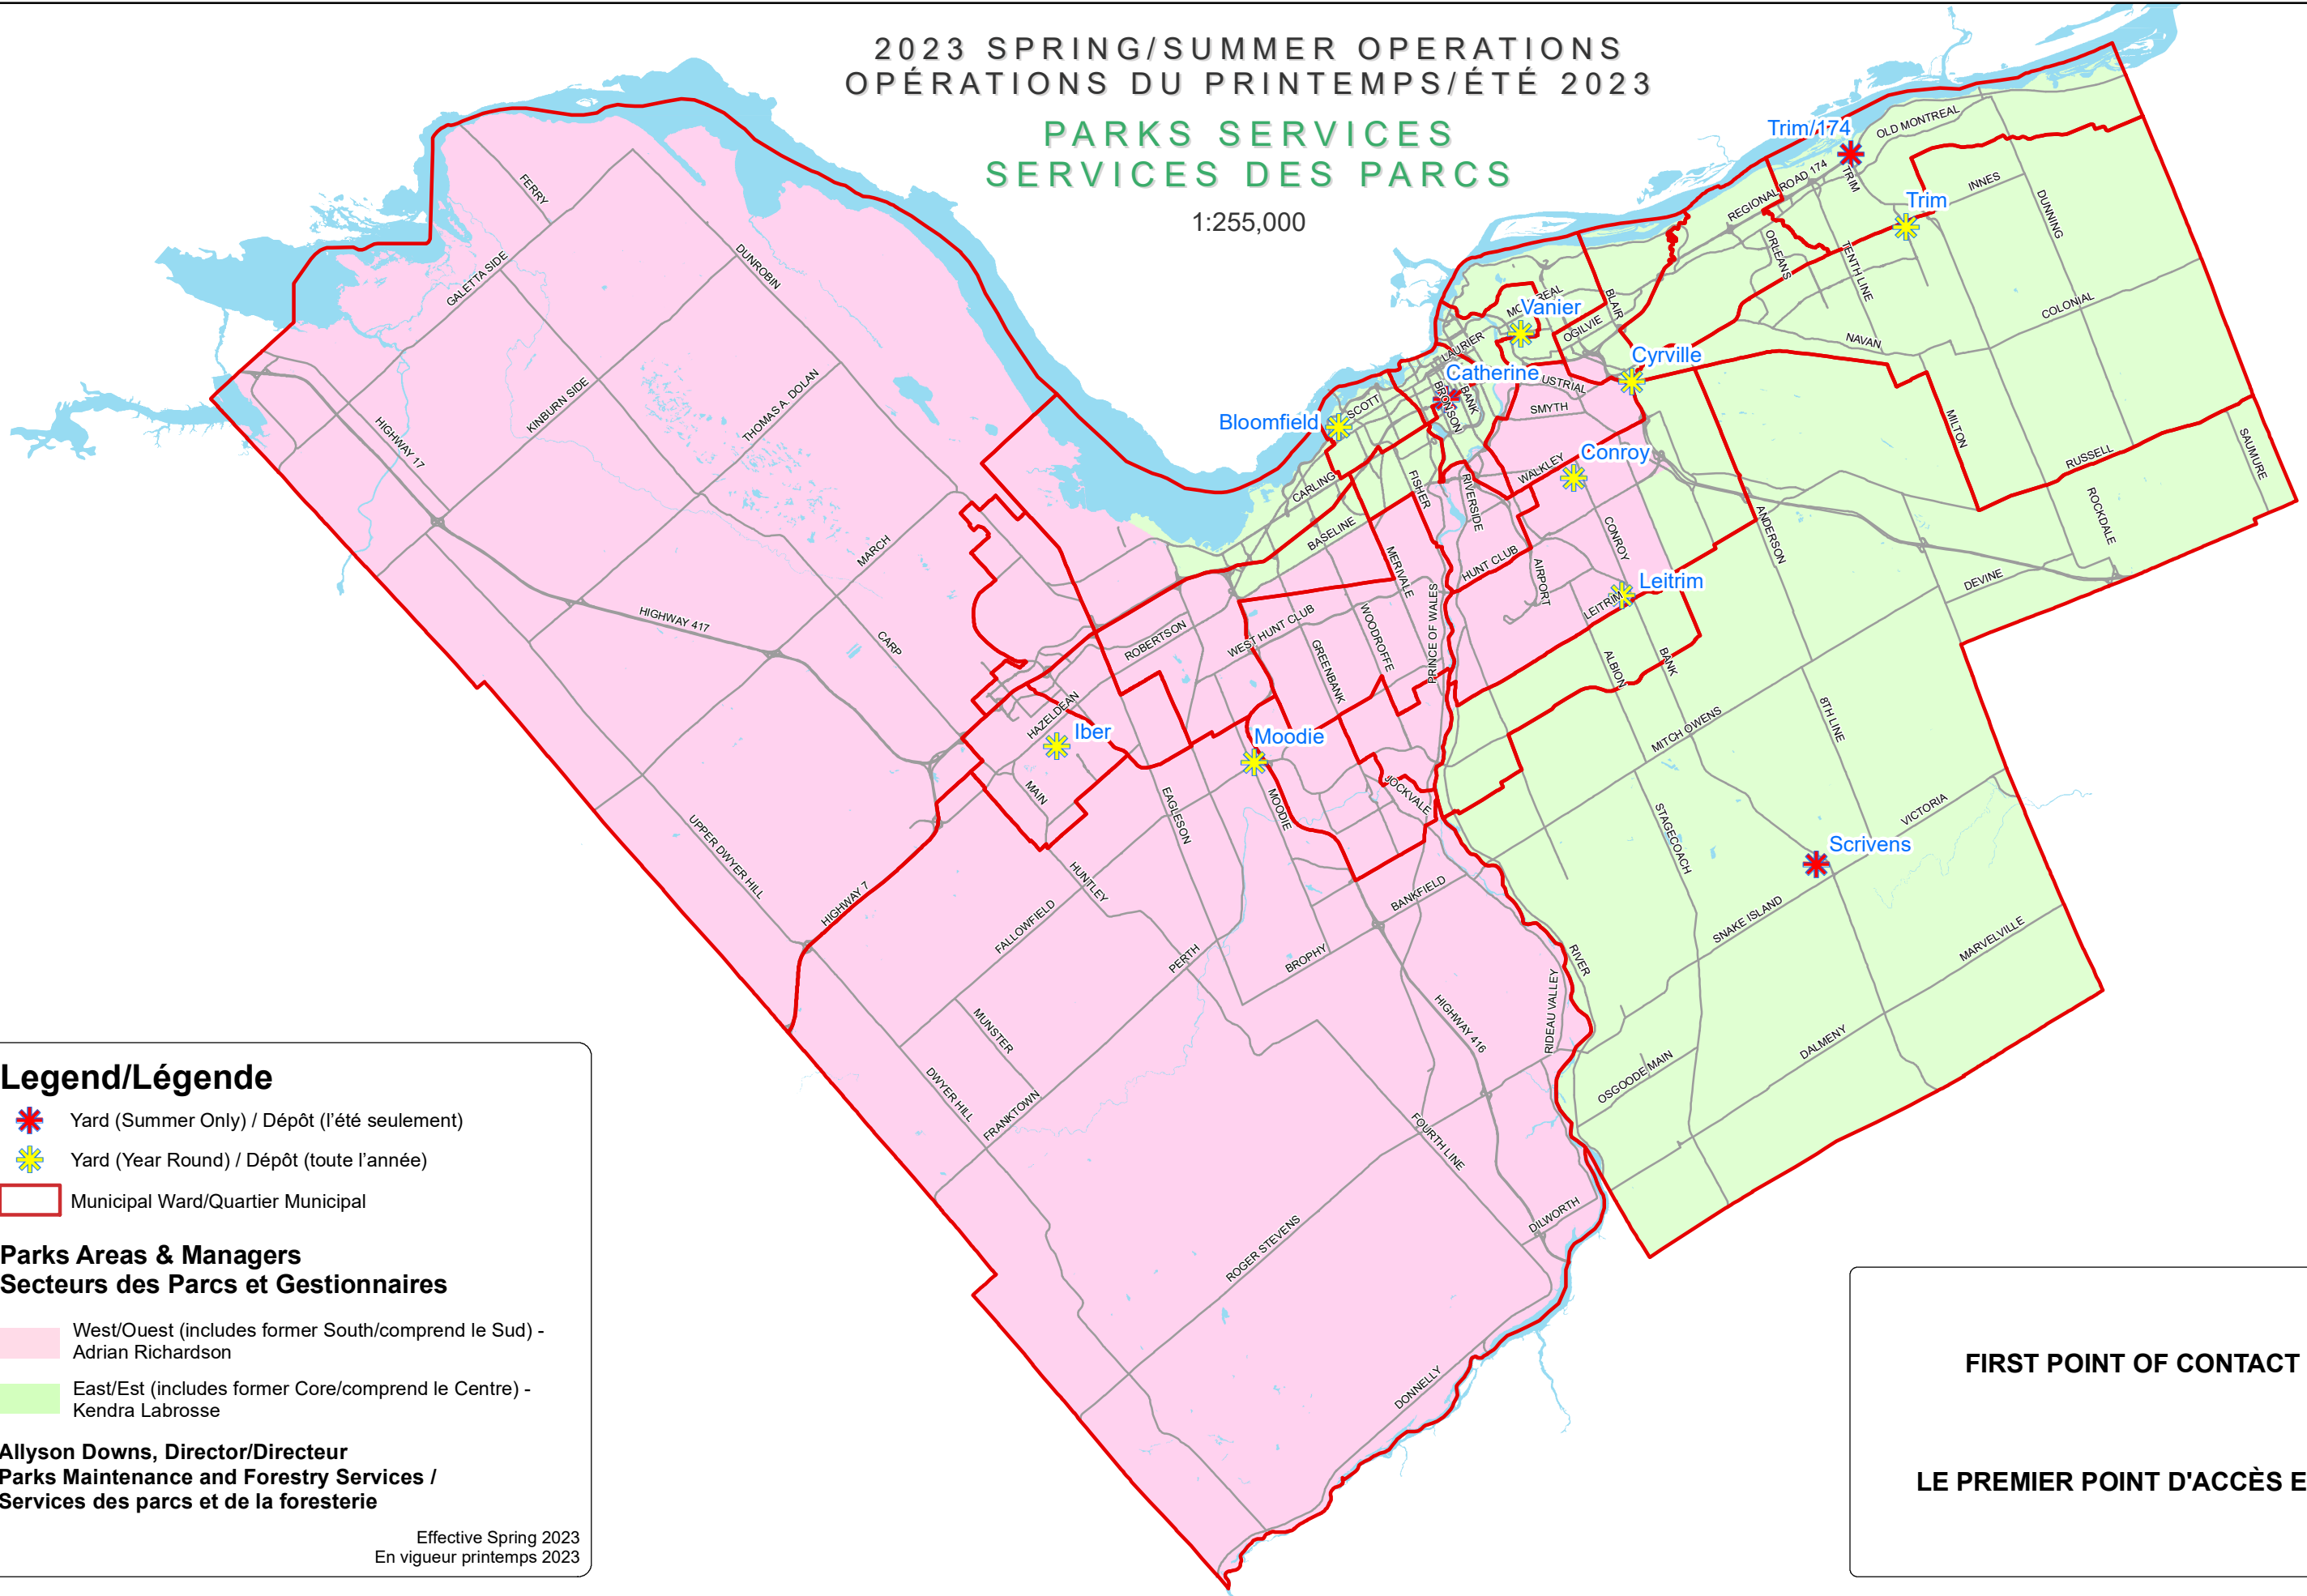 2023 SPRING/SUMMER OPERATIONS
OPÉRATIONS DU PRINTEMPS/ÉTÉ 2023
PARKS SERVICES
SERVICES DES PARCS
1:255,000
Trim/174
OLD MONTREAL
REGIONAL ROAD 174
TRIM
Trim
INNES
DUNNING
ORLEANS
TENTH LINE
COLONIAL
NAVAN
FERRY
GALETTA SIDE
DUNROBIN
KINBURN SIDE
THOMAS A. DOLAN
HIGHWAY 17
MARCH
HIGHWAY 417
CARP
Vanier
BLAIR
OGILVIE
LAURIER
Cyrville
Catherine
USTRIAL
BRONSON
BANK
SMYTH
SCOTT
Bloomfield
Conroy
WALKLEY
CARLING
FISHER
RIVERSIDE
BASELINE
MERIVALE
HUNT CLUB
AIRPORT
CONROY
ANDERSON
MILTON
RUSSELL
SAUMURE
ROCKDALE
DEVINE
Leitrim
LEITRIM
ALBION
BANK
PRINCE OF WALES
WOODROFFE
WEST HUNT CLUB
GREENBANK
ROBERTSON
HAZELDEAN
Iber
Moodie
MAIN
EAGLESON
MOODIE
JOCKVALE
MITCH OWENS
8TH LINE
STAGECOACH
VICTORIA
Scrivens
SNAKE ISLAND
MARVELVILLE
UPPER DWYER HILL
HIGHWAY 7
HUNTLEY
FALLOWFIELD
BANKFIELD
BROPHY
PERTH
RIVER
RIDEAU VALLEY
HIGHWAY 416
MUNSTER
DWYER HILL
FRANKTOWN
FOURTH LINE
OSGOODE MAIN
DALMENY
ROGER STEVENS
DILWORTH
DONNELLY
Legend/Légende
Yard (Summer Only) / Dépôt (l'été seulement)
Yard (Year Round) / Dépôt (toute l'année)
Municipal Ward/Quartier Municipal
Parks Areas & Managers
Secteurs des Parcs et Gestionnaires
West/Ouest (includes former South/comprend le Sud) -
Adrian Richardson
East/Est (includes former Core/comprend le Centre) -
Kendra Labrosse
Allyson Downs, Director/Directeur
Parks Maintenance and Forestry Services /
Services des parcs et de la foresterie
Effective Spring 2023
En vigueur printemps 2023
FIRST POINT OF CONTACT
LE PREMIER POINT D'ACCÈS E